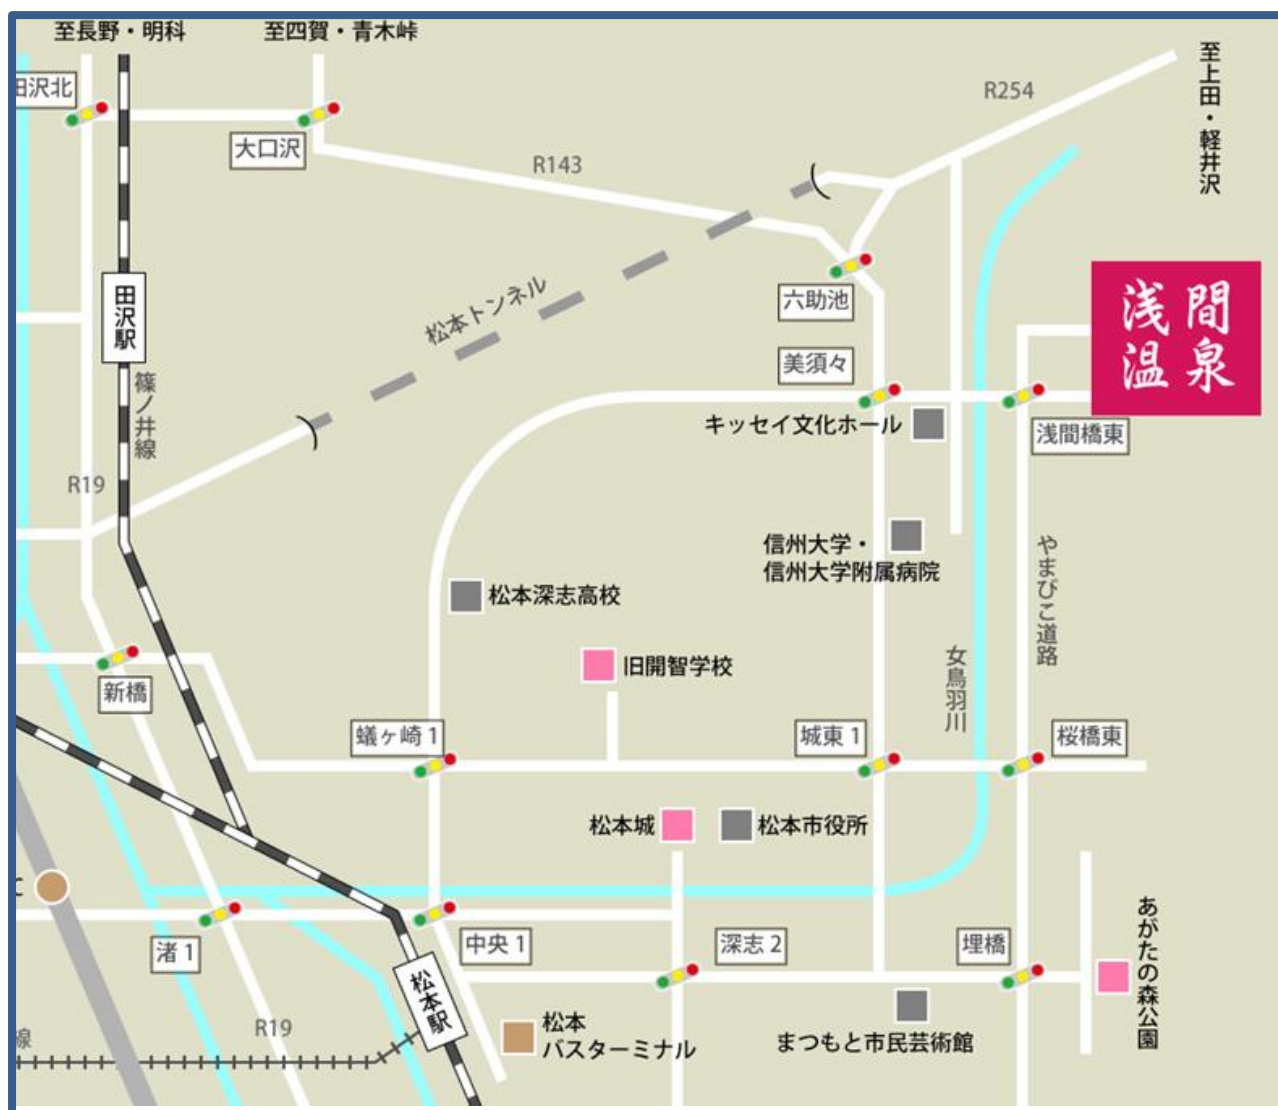 至長野・明科
至四賀・青木峠
至上田・軽井沢
田沢北
R254
大口沢
R143
田沢駅
松本トンネル
六助池
浅間
温泉
美須々
篠ノ井線
キッセイ文化ホール
浅間橋東
R19
信州大学・
信州大学附属病院
やまびこ道路
松本深志高校
女鳥羽川
旧開智学校
新橋
蟻ヶ崎1
城東1
桜橋東
松本城
松本市役所
C
渚1
中央1
深志2
埋橋
あがたの森公園
松本駅
R19
線
松本
バスターミナル
まつもと市民芸術館